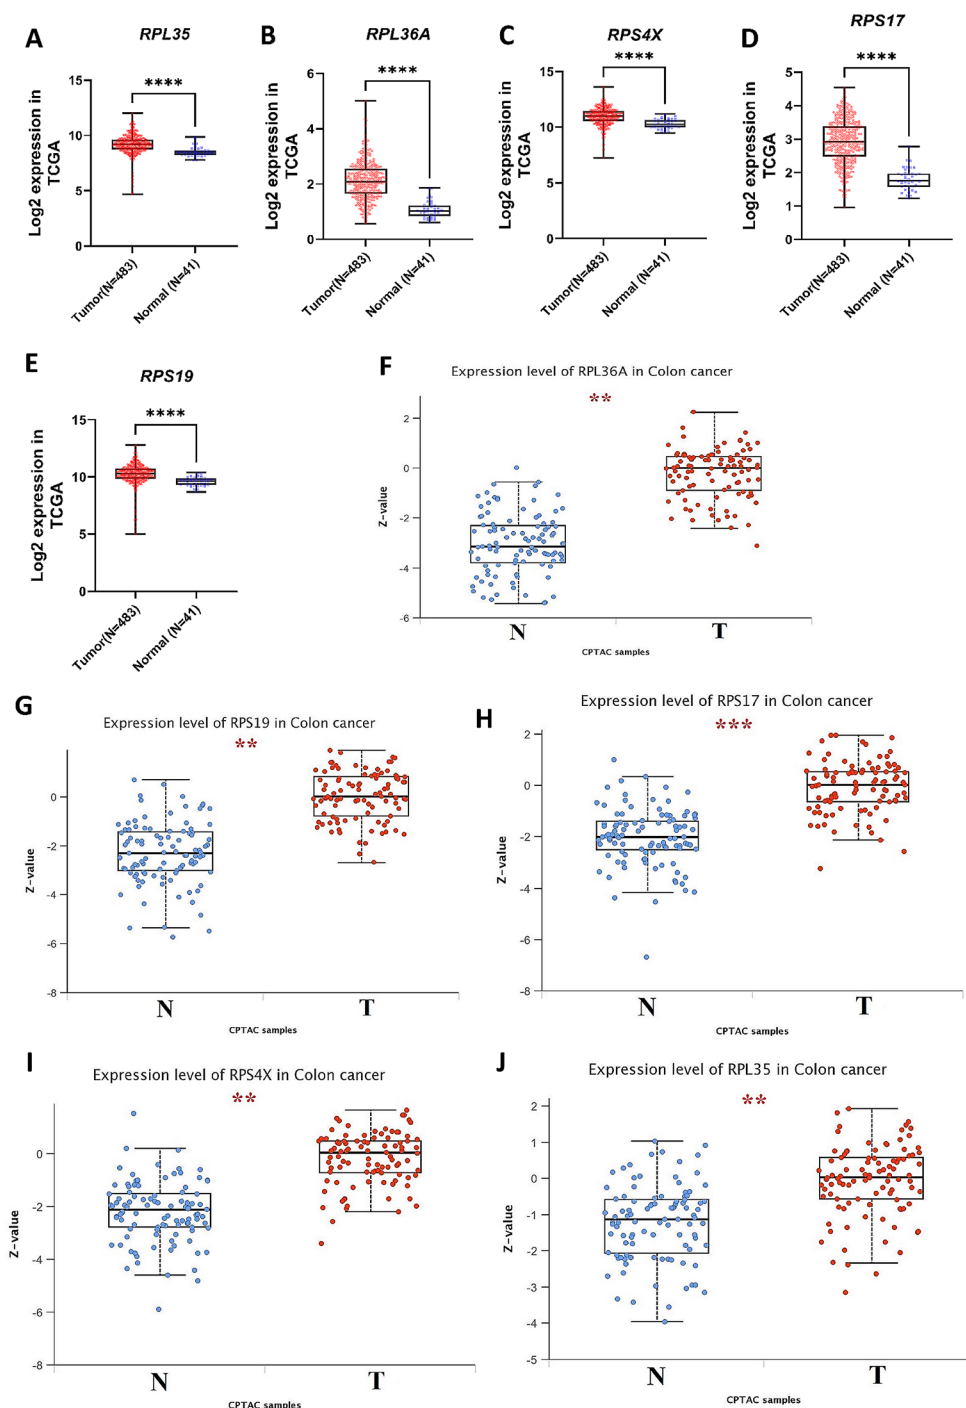 A
RPL35
Log2 expression in
TCGA
****
15
10
5
0
Tumor(N=483)
Normal (N=41)
B
RPL36A
Log2 expression in
TCGA
****
6
4
2
0
Tumor(N=483)
Normal (N=41)
C
RPS4X
Log2 expression in
TCGA
****
15
10
5
0
Tumor(N=483)
Normal (N=41)
D
RPS17
Log2 expression in
TCGA
****
5
4
3
2
1
0
Tumor(N=483)
Normal (N=41)
E
RPS19
Log2 expression in
TCGA
****
15
10
5
0
Tumor(N=483)
Normal (N=41)
F
Expression level of RPL36A in Colon cancer
**
Z-value
2
0
-2
-4
-6
N T
CPTAC samples
G
Expression level of RPS19 in Colon cancer
**
Z-value
0
-2
-4
-6
-8
N T
CPTAC samples
H
Expression level of RPS17 in Colon cancer
***
Z-value
2
0
-2
-4
-6
-8
N T
CPTAC samples
I
Expression level of RPS4X in Colon cancer
**
Z-value
0
-2
-4
-6
-8
N T
CPTAC samples
J
Expression level of RPL35 in Colon cancer
**
Z-value
2
1
0
-1
-2
-3
-4
-5
N T
CPTAC samples